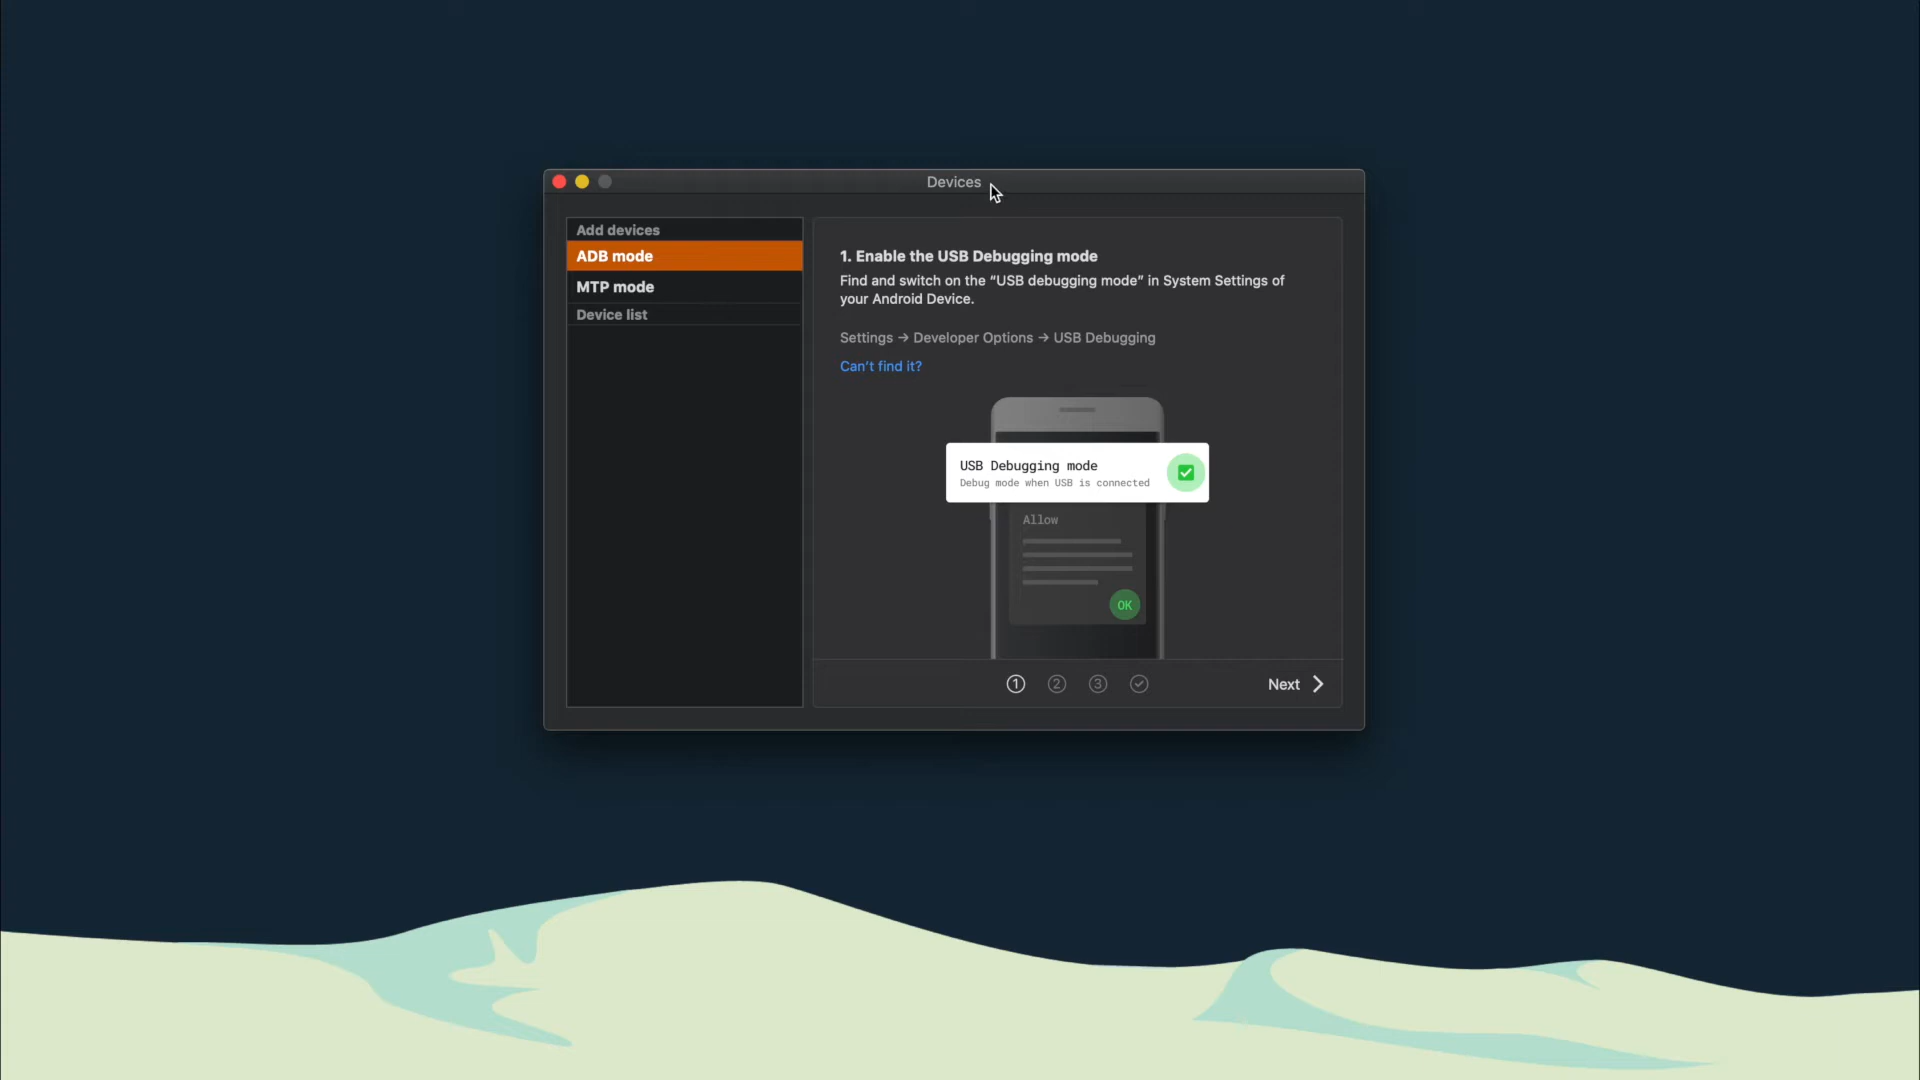 Devices
Add devices
ADB mode
MTP mode
Device list
1. Enable the USB Debugging mode
Find and switch on the “USB debugging mode” in System Settings of
your Android Device.
Settings → Developer Options → USB Debugging
Can’t find it?
USB Debugging mode
Debug mode when USB is connected
Allow
OK
1 2 3
Next